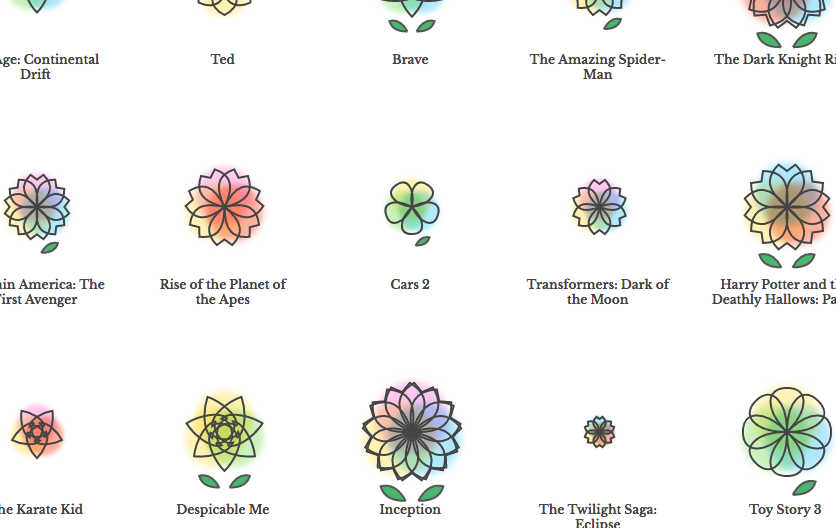 Age: Continental
Drift
Ted
Brave
The Amazing Spider-
Man
The Dark Knight Ri
ain America: The
First Avenger
Rise of the Planet of
the Apes
Cars 2
Transformers: Dark of
the Moon
Harry Potter and th
Deathly Hallows: Pa
he Karate Kid
Despicable Me
Inception
The Twilight Saga:
Eclipse
Toy Story 3